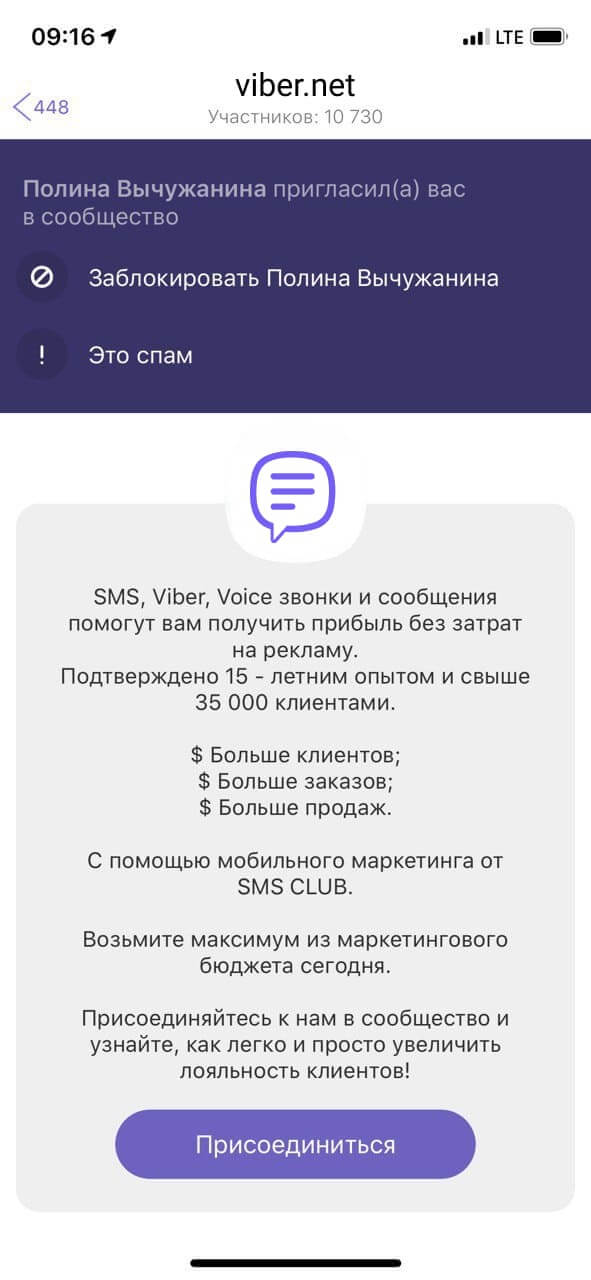 09:16
LTE
viber.net
448
Участников: 10 730
Полина Вычужанина пригласил(а) вас
в сообщество
Заблокировать Полина Вычужанина
! Это спам
SMS, Viber, Voice звонки и сообщения
помогут вам получить прибыль без затрат
на рекламу.
Подтверждено 15 - летним опытом и свыше
35 000 клиентами.
$ Больше клиентов;
$ Больше заказов;
$ Больше продаж.
С помощью мобильного маркетинга от
SMS CLUB.
Возьмите максимум из маркетингового
бюджета сегодня.
Присоединяйтесь к нам в сообщество и
узнайте, как легко и просто увеличить
лояльность клиентов!
Присоединиться